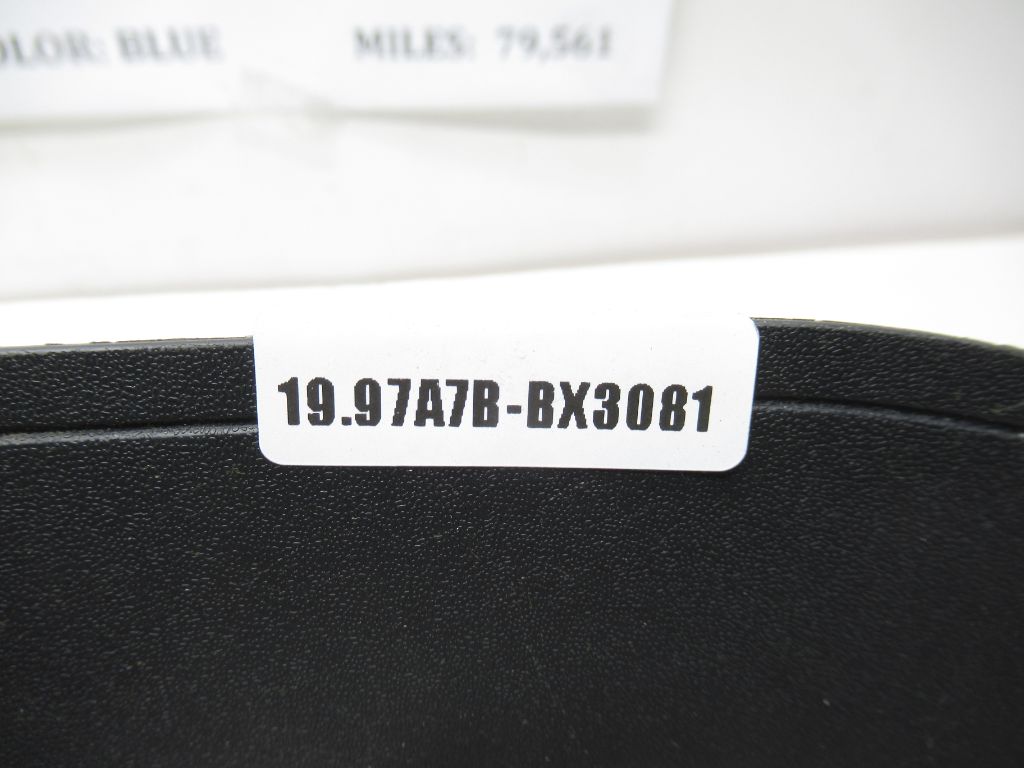 OLOR: BLUE MILES: 79,561
19.97A7B-BX3081